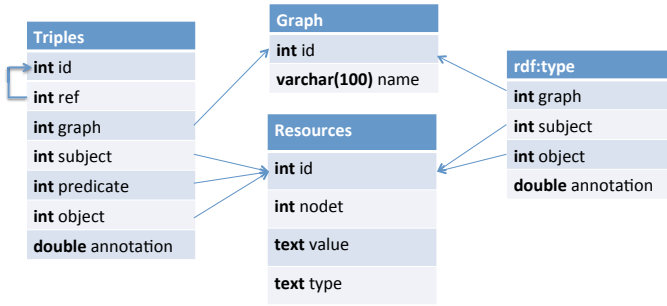 Triples
int id
int ref
int graph
int subject
int predicate
int object
double annotation
Graph
int id
varchar(100) name
Resources
int id
int nodet
text value
text type
rdf:type
int graph
int subject
int object
double annotation